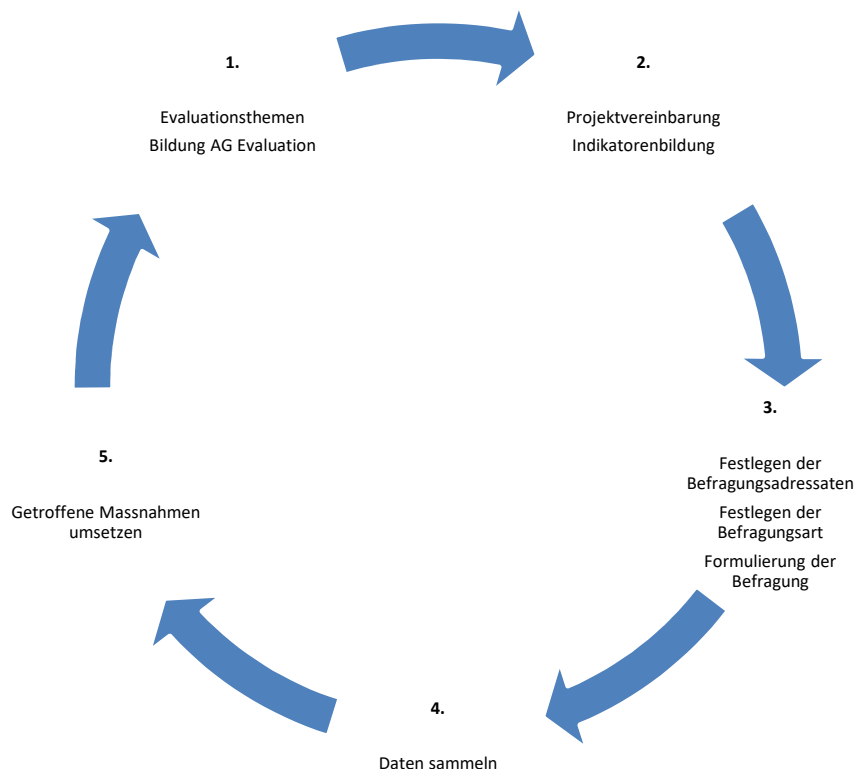 1.
Evaluationsthemen
Bildung AG Evaluation
2.
Projektvereinbarung
Indikatorenbildung
3.
Festlegen der
Befragungsadressaten
Festlegen der
Befragungsart
Formulierung der
Befragung
4.
Daten sammeln
5.
Getroffene Massnahmen
umsetzen